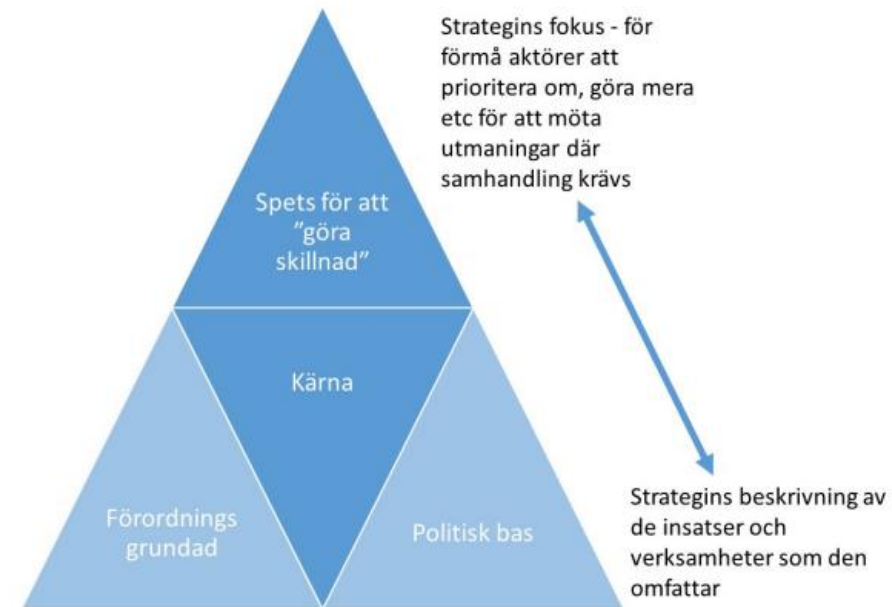 Strategins fokus - för
förmå aktörer att
prioritera om, göra mera
etc för att möta
utmaningar där
samhandling krävs
Spets för att
”göra
skillnad”
Kärna
Förordnings
grundad
Politisk bas
Strategins beskrivning av
de insatser och
verksamheter som den
omfattar